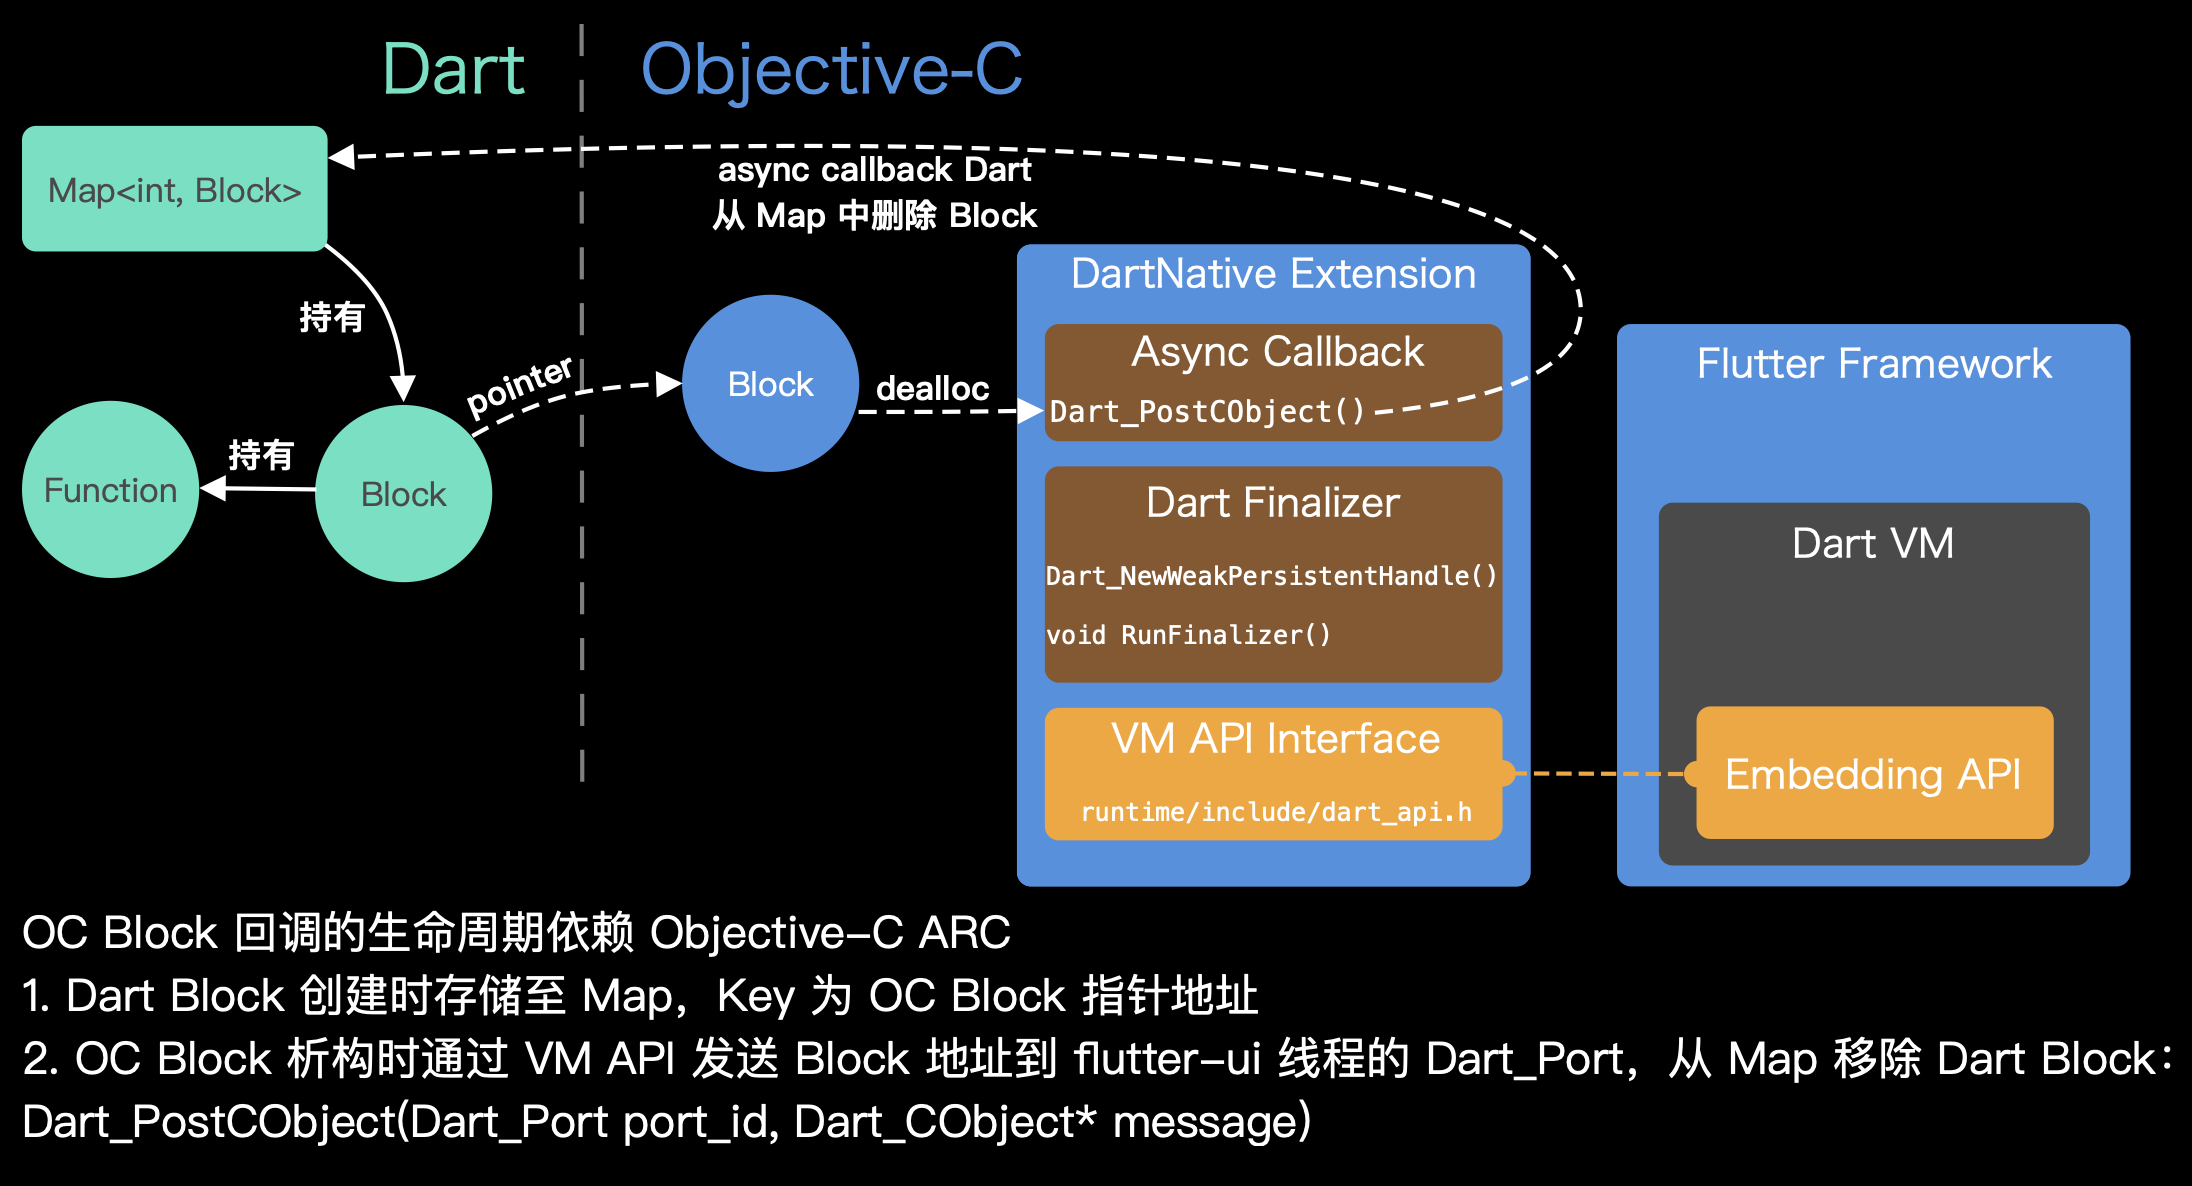 Dart
Objective-C
Map<int, Block>
async callback Dart
从 Map 中删除 Block
持有
pointer
Block
dealloc
持有
Function
Block
DartNative Extension
Async Callback
Dart_PostCObject()
Dart Finalizer
Dart_NewWeakPersistentHandle()
void RunFinalizer()
VM API Interface
runtime/include/dart_api.h
Flutter Framework
Dart VM
Embedding API
OC Block 回调的生命周期依赖 Objective-C ARC
1. Dart Block 创建时存储至 Map，Key 为 OC Block 指针地址
2. OC Block 析构时通过 VM API 发送 Block 地址到 flutter-ui 线程的 Dart_Port，从 Map 移除 Dart Block：
Dart_PostCObject(Dart_Port port_id, Dart_CObject* message)